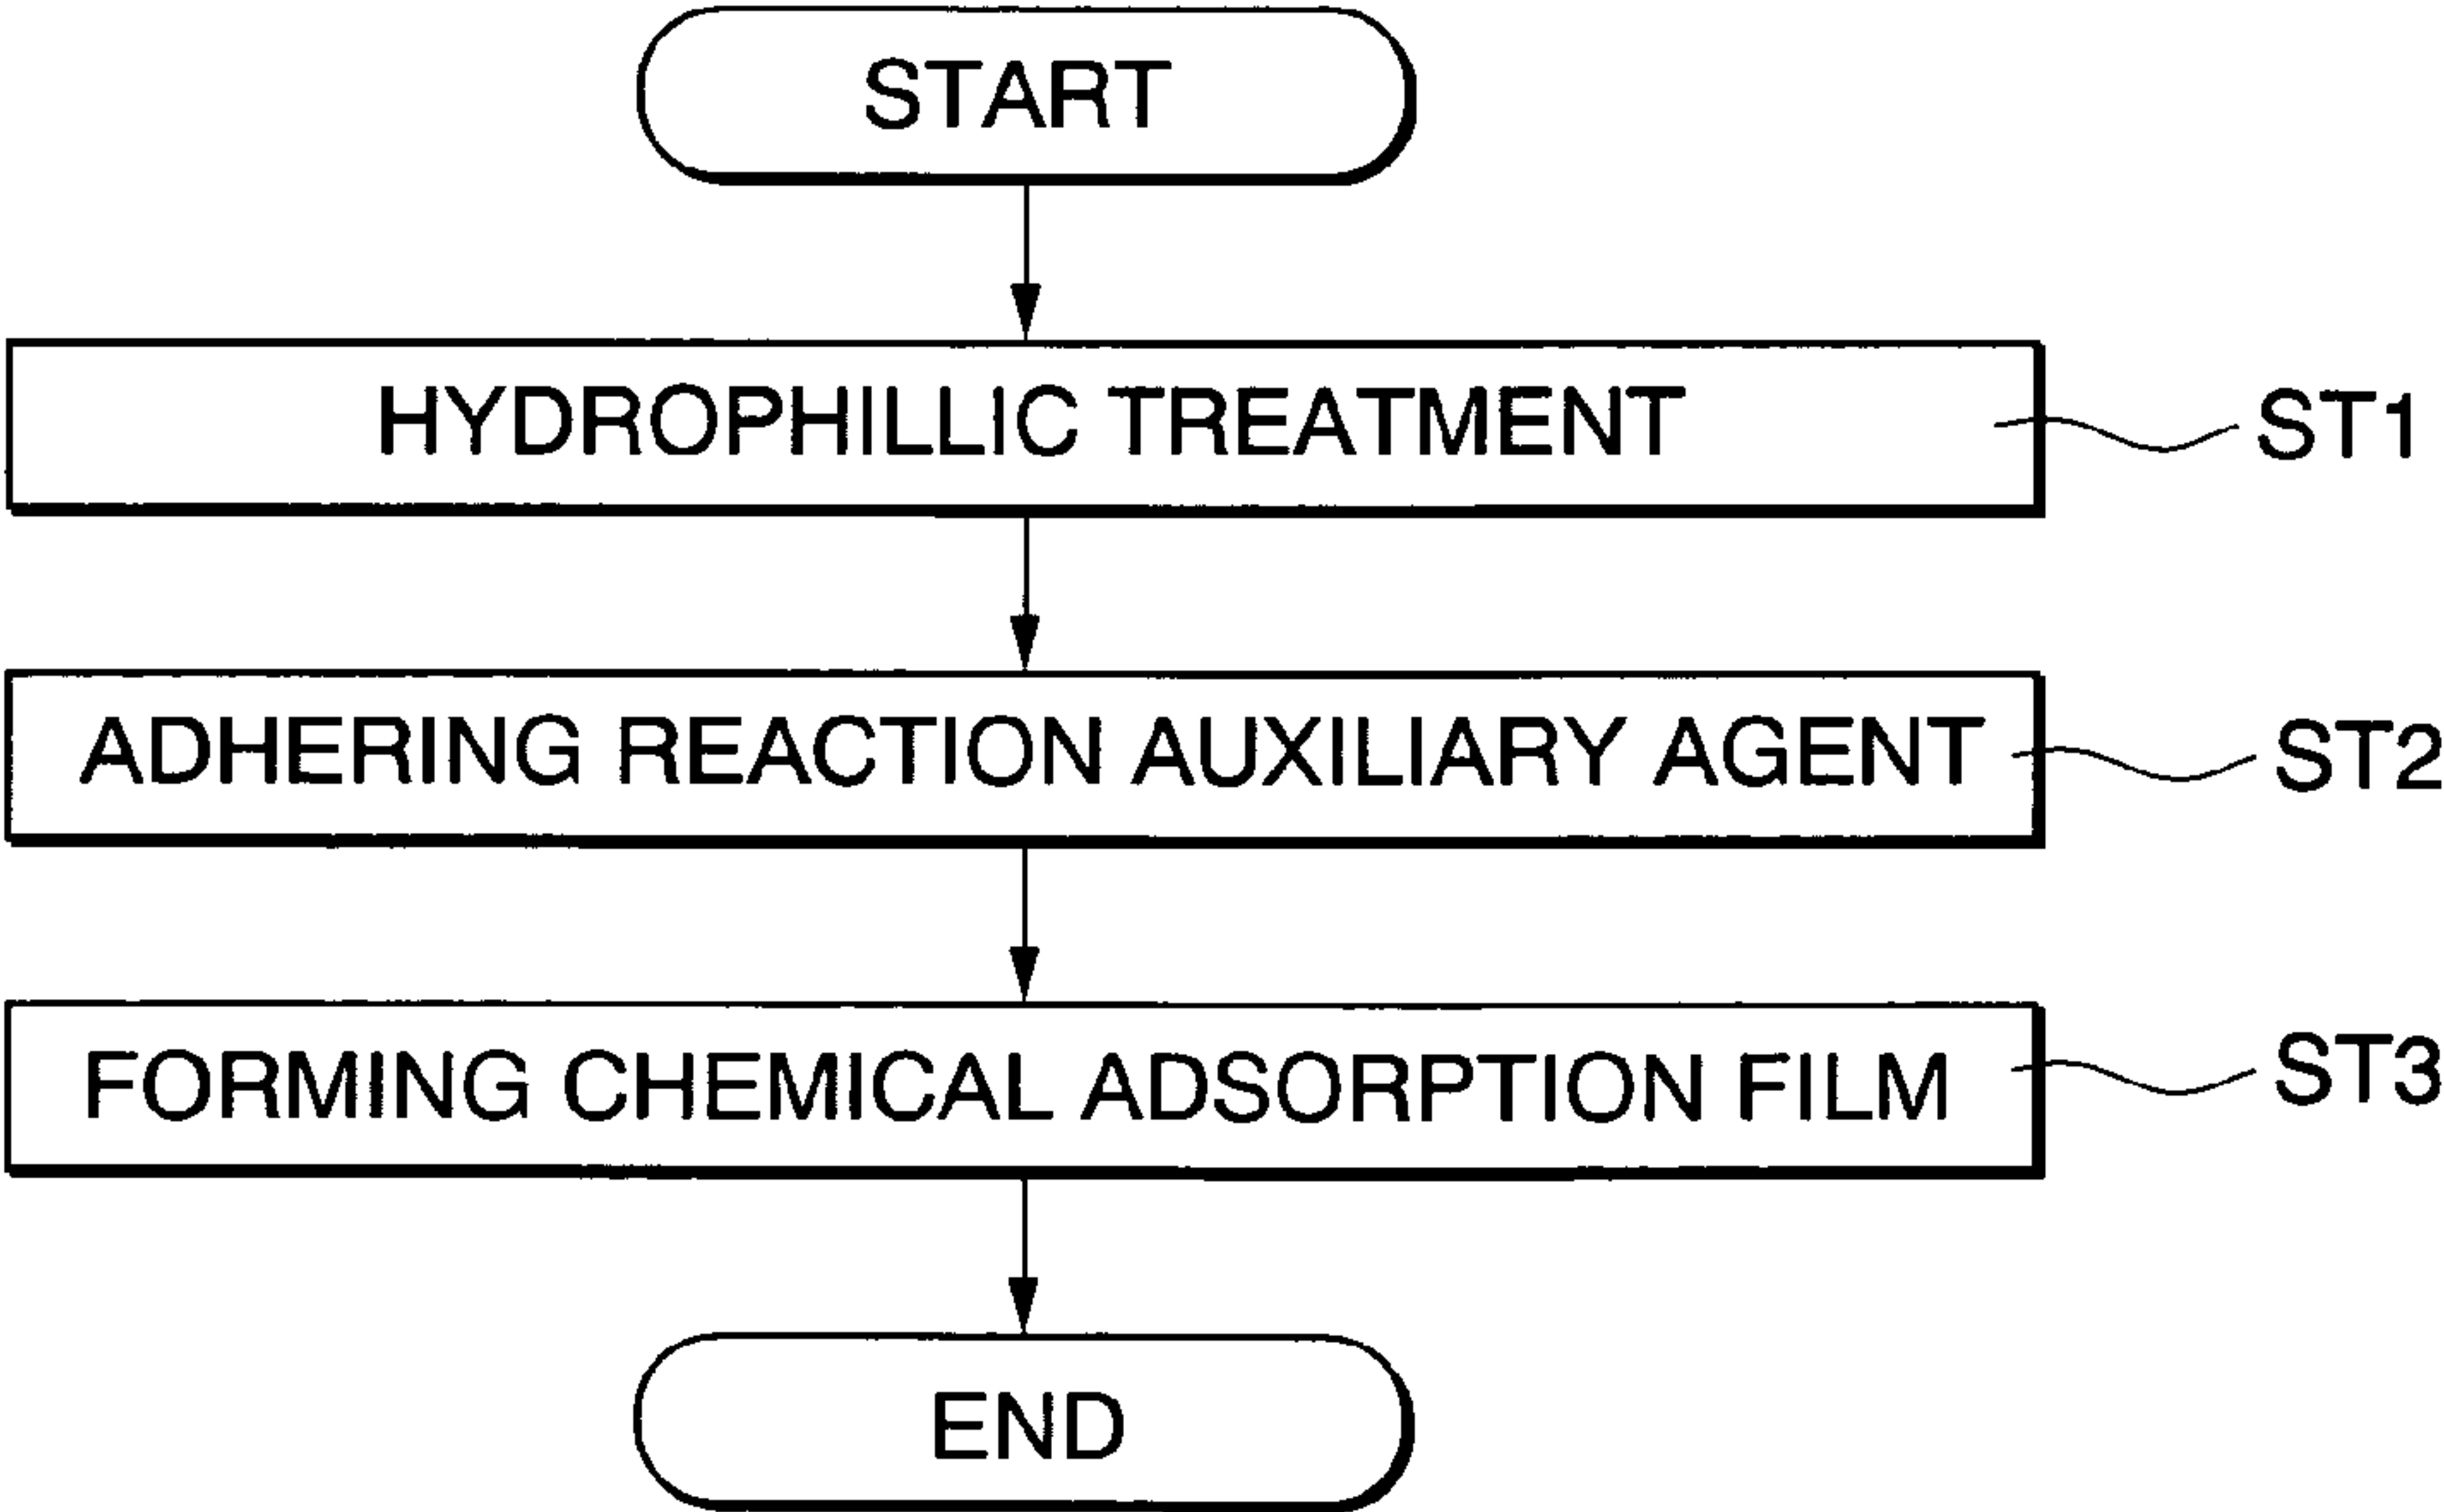 START
HYDROPHILLIC TREATMENT ST1
ADHERING REACTION AUXILIARY AGENT ST2
FORMING CHEMICAL ADSORPTION FILM ST3
END